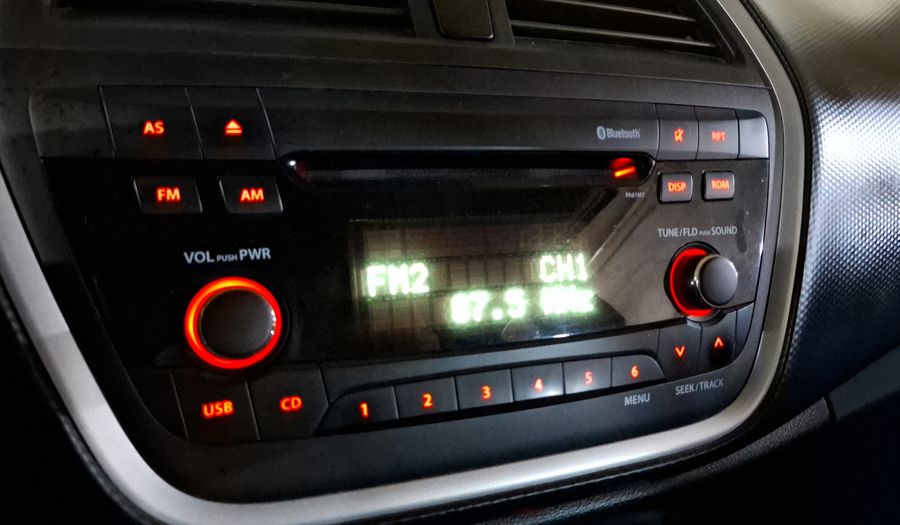 AS
Bluetooth
RPT
FM AM
DISP RDM
PA61M7
VOL PUSH PWR
TUNE/FLD PUSH SOUND
FM2 CH1
87.5 MHz
USB CD 1 2 3 4 5 6
MENU
SEEK/TRACK